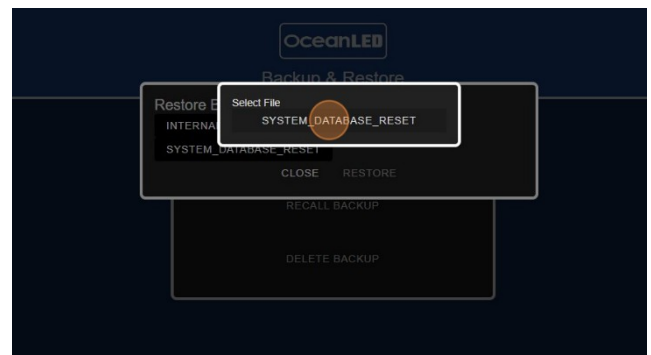 OceanLED
Backup & Restore
Restore B
Select File
SYSTEM_DATABASE_RESET
INTERNA
SYSTEM_DATABASE_RESET
CLOSE RESTORE
RECALL BACKUP
DELETE BACKUP